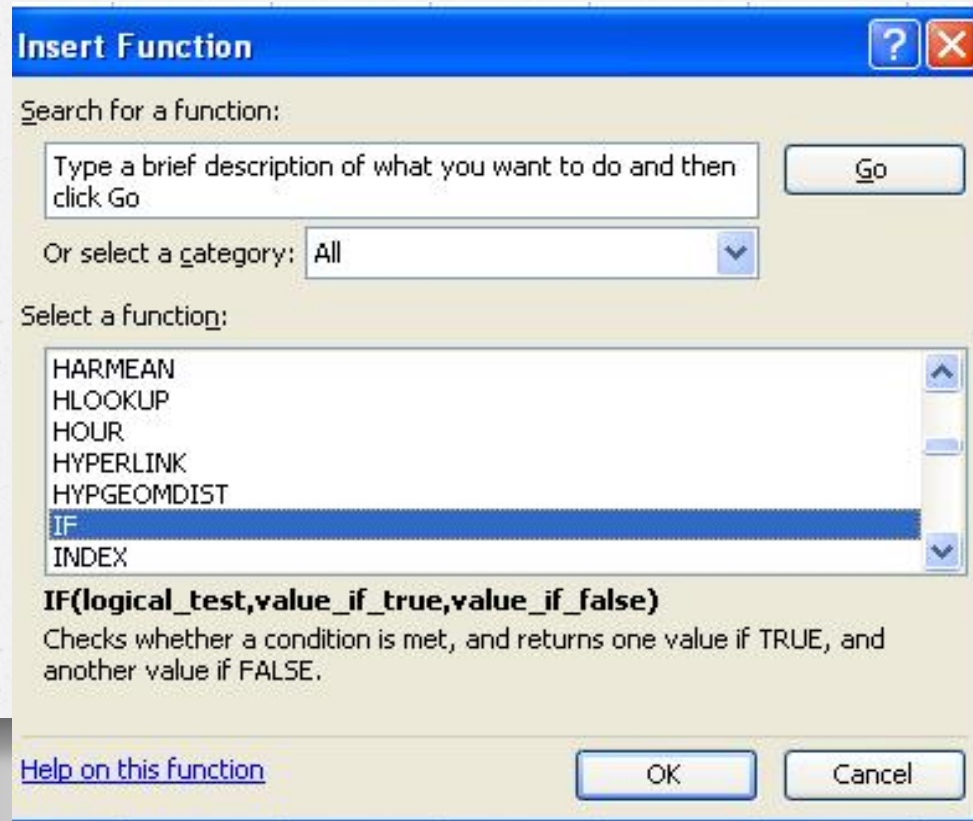 Insert Function
?
Search for a function:
Type a brief description of what you want to do and then
click Go
Go
Or select a category: All
Select a function:
HARMEAN
HLOOKUP
HOUR
HYPERLINK
HYPGEOMDIST
IF
INDEX
IF(logical_test,value_if_true,value_if_false)
Checks whether a condition is met, and returns one value if TRUE, and
another value if FALSE.
Help on this function
OK
Cancel